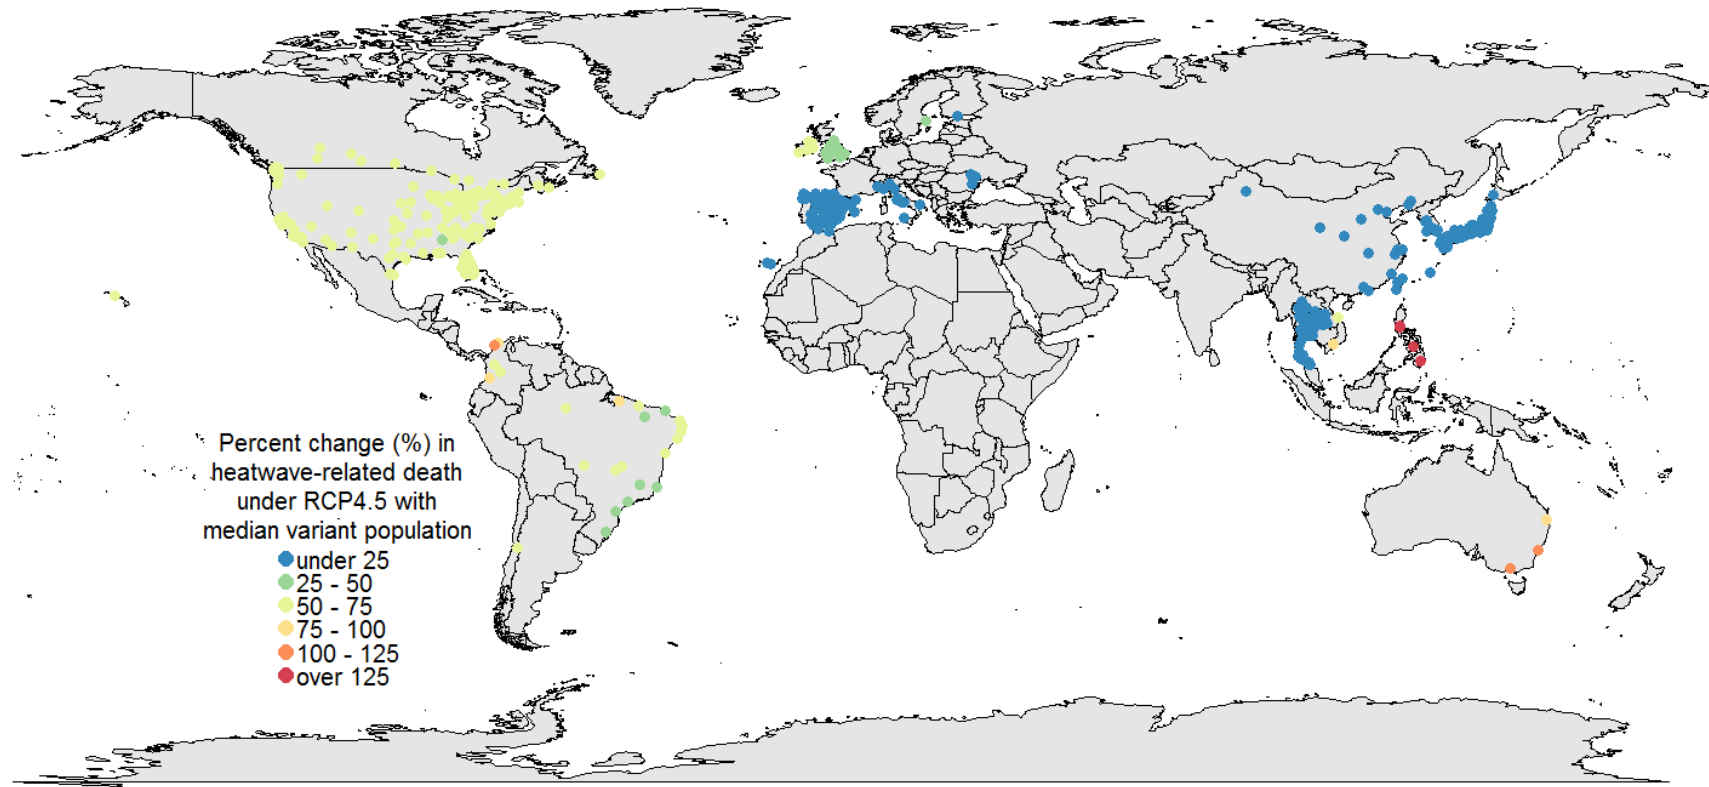 Percent change (%) in
heatwave-related death
under RCP4.5 with
median variant population
under 25
25 - 50
50 - 75
75 - 100
100 - 125
over 125